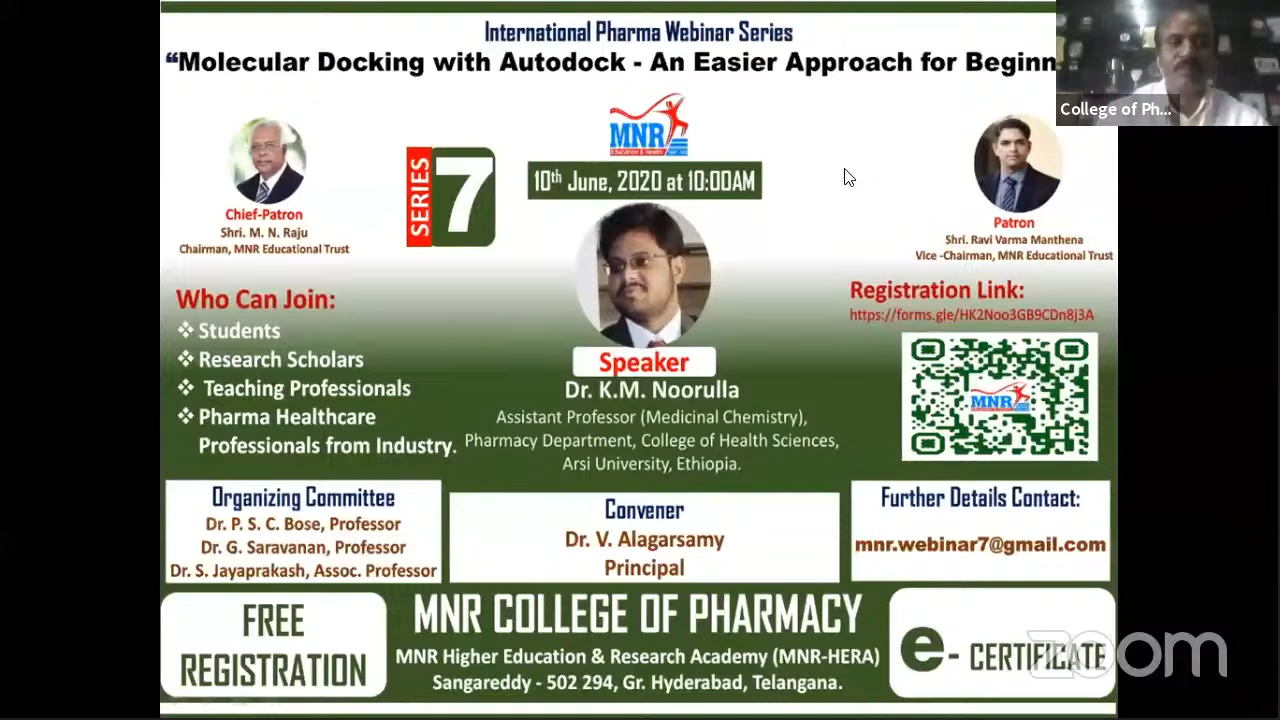 International Pharma Webinar Series
“Molecular Docking with Autodock - An Easier Approach for Beginn
College of Ph...
MNR
Education & Health
SERIES
7
10th June, 2020 at 10:00AM
Chief-Patron
Shri. M. N. Raju
Chairman, MNR Educational Trust
Patron
Shri. Ravi Varma Manthena
Vice -Chairman, MNR Educational Trust
Who Can Join:
❖ Students
❖ Research Scholars
❖ Teaching Professionals
❖ Pharma Healthcare
Professionals from Industry.
Speaker
Dr. K.M. Noorulla
Assistant Professor (Medicinal Chemistry),
Pharmacy Department, College of Health Sciences,
Arsi University, Ethiopia.
Registration Link:
https://forms.gle/HK2Noo3GB9CDn8j3A
MNR
Organizing Committee
Dr. P. S. C. Bose, Professor
Dr. G. Saravanan, Professor
Dr. S. Jayaprakash, Assoc. Professor
Convener
Dr. V. Alagarsamy
Principal
Further Details Contact:
mnr.webinar7@gmail.com
FREE
REGISTRATION
MNR COLLEGE OF PHARMACY
MNR Higher Education & Research Academy (MNR-HERA)
Sangareddy - 502 294, Gr. Hyderabad, Telangana.
e- CERTIFICATE
zoom